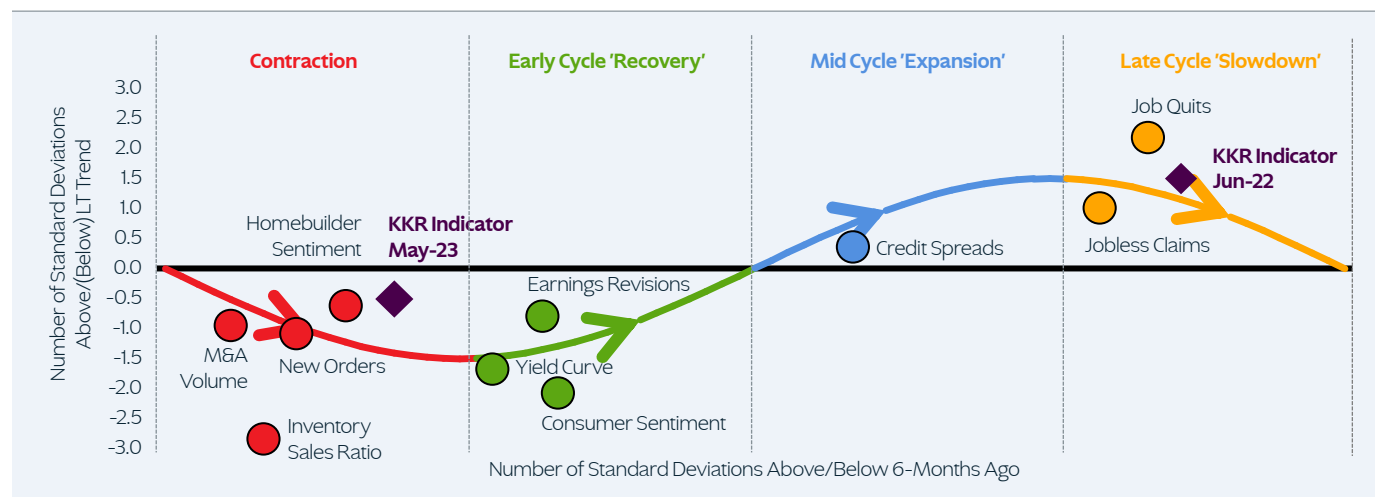 Contraction
Early Cycle 'Recovery'
Mid Cycle 'Expansion'
Late Cycle 'Slowdown'
Number of Standard Deviations
Above/(Below) LT Trend
3.0
2.5
2.0
1.5
1.0
0.5
0.0
-0.5
-1.0
-1.5
-2.0
-2.5
-3.0
Homebuilder
Sentiment
KKR Indicator
May-23
M&A
Volume
New Orders
Inventory
Sales Ratio
Earnings Revisions
Yield Curve
Consumer Sentiment
Credit Spreads
Job Quits
KKR Indicator
Jun-22
Jobless Claims
Number of Standard Deviations Above/Below 6-Months Ago